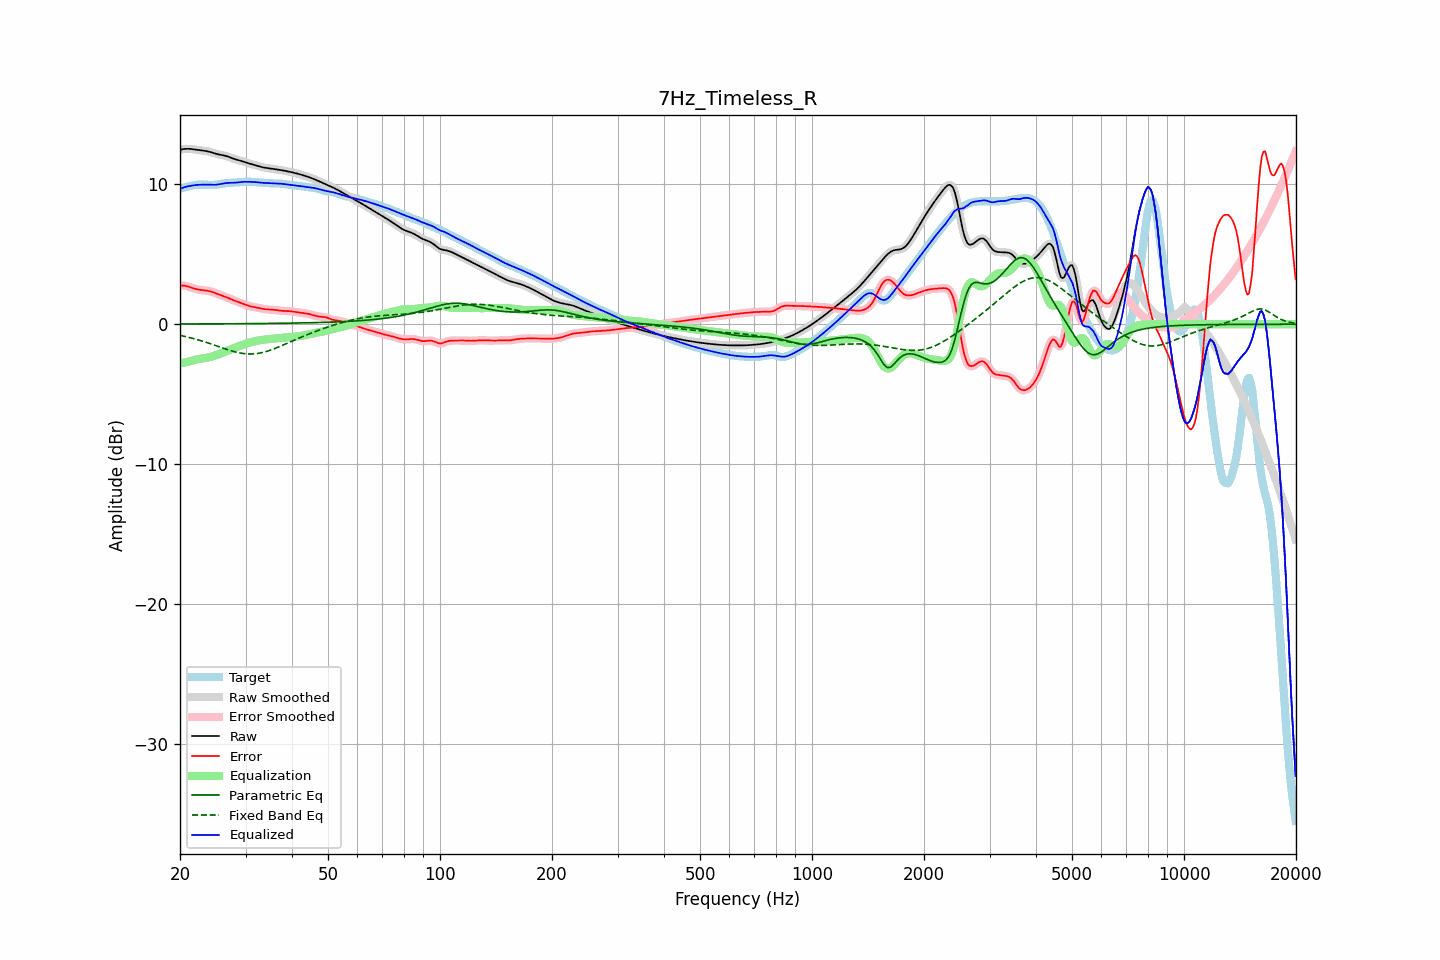 7Hz_Timeless_R
10
0
−10
−20
−30
Amplitude (dBr)
Target
Raw Smoothed
Error Smoothed
Raw
Error
Equalization
Parametric Eq
Fixed Band Eq
Equalized
20 50 100 200 500 1000 2000 5000 10000 20000
Frequency (Hz)